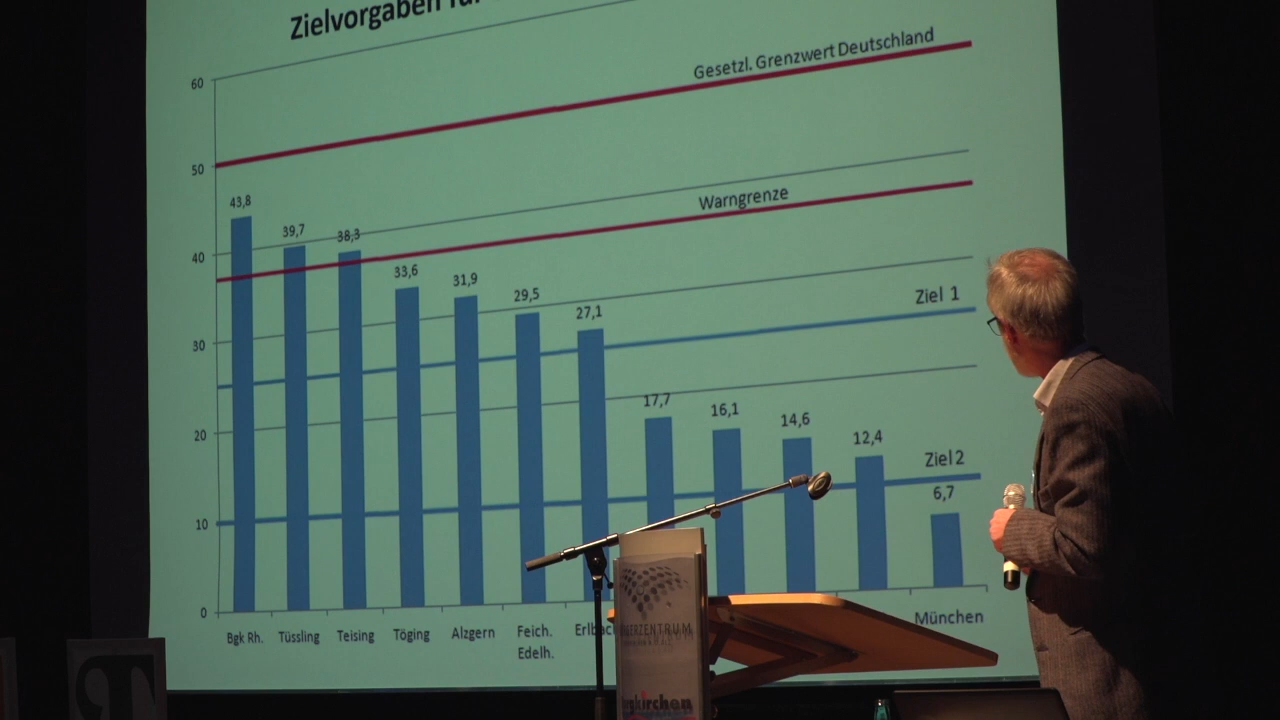 Zielvorgaben für
60
Gesetzl. Grenzwert Deutschland
50
43,8
Warngrenze
39,7
38,3
40
33,6
31,9
29,5
27,1
Ziel 1
30
17,7
16,1
14,6
12,4
20
Ziel 2
6,7
10
0
Bgk Rh.
Tüssling
Teising
Töging
Alzgern
Feich.
Edelh.
München